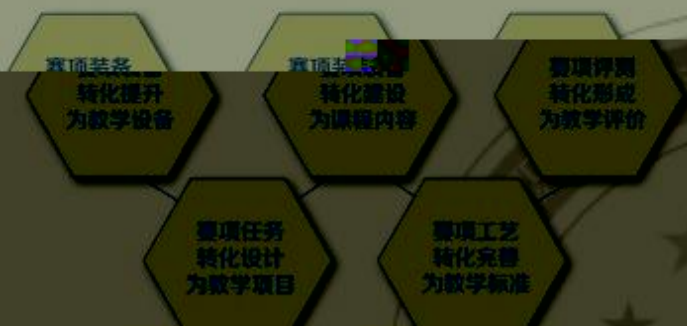 赛项装备
转化提升
为教学设备
赛项
转化建设
为课程内容
赛项评测
转化形成
为教学评价
赛项任务
转化设计
为教学项目
赛项工艺
转化完善
为教学标准